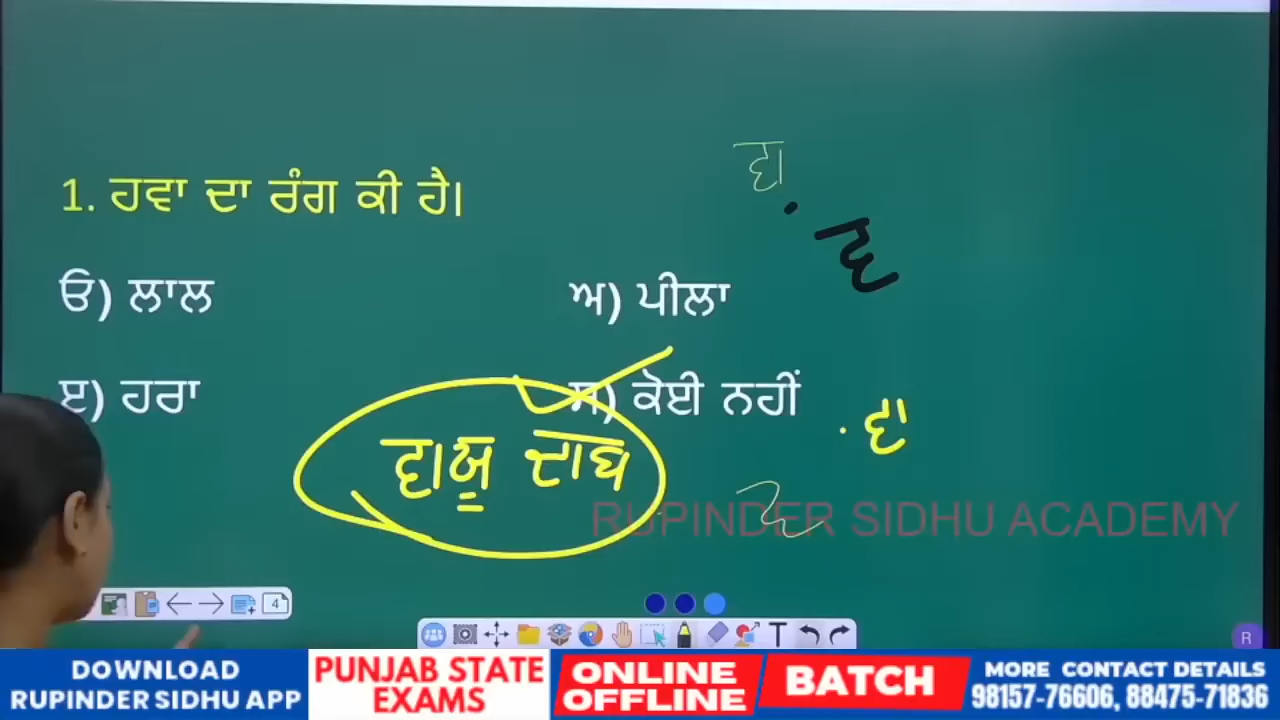 1. ਹਵਾ ਦਾ ਰੰਗ ਕੀ ਹੈ।
ੳ) ਲਾਲ
ਅ) ਪੀਲਾ
ੲ) ਹਰਾ
ਸ) ਕੋਈ ਨਹੀਂ
ਵਾਯੂ ਦਾਬ
RUPINDER SIDHU ACADEMY
4
T
R
DOWNLOAD
RUPINDER SIDHU APP
PUNJAB STATE
EXAMS
ONLINE
OFFLINE
BATCH
MORE CONTACT DETAILS
98157-76606, 88475-71836